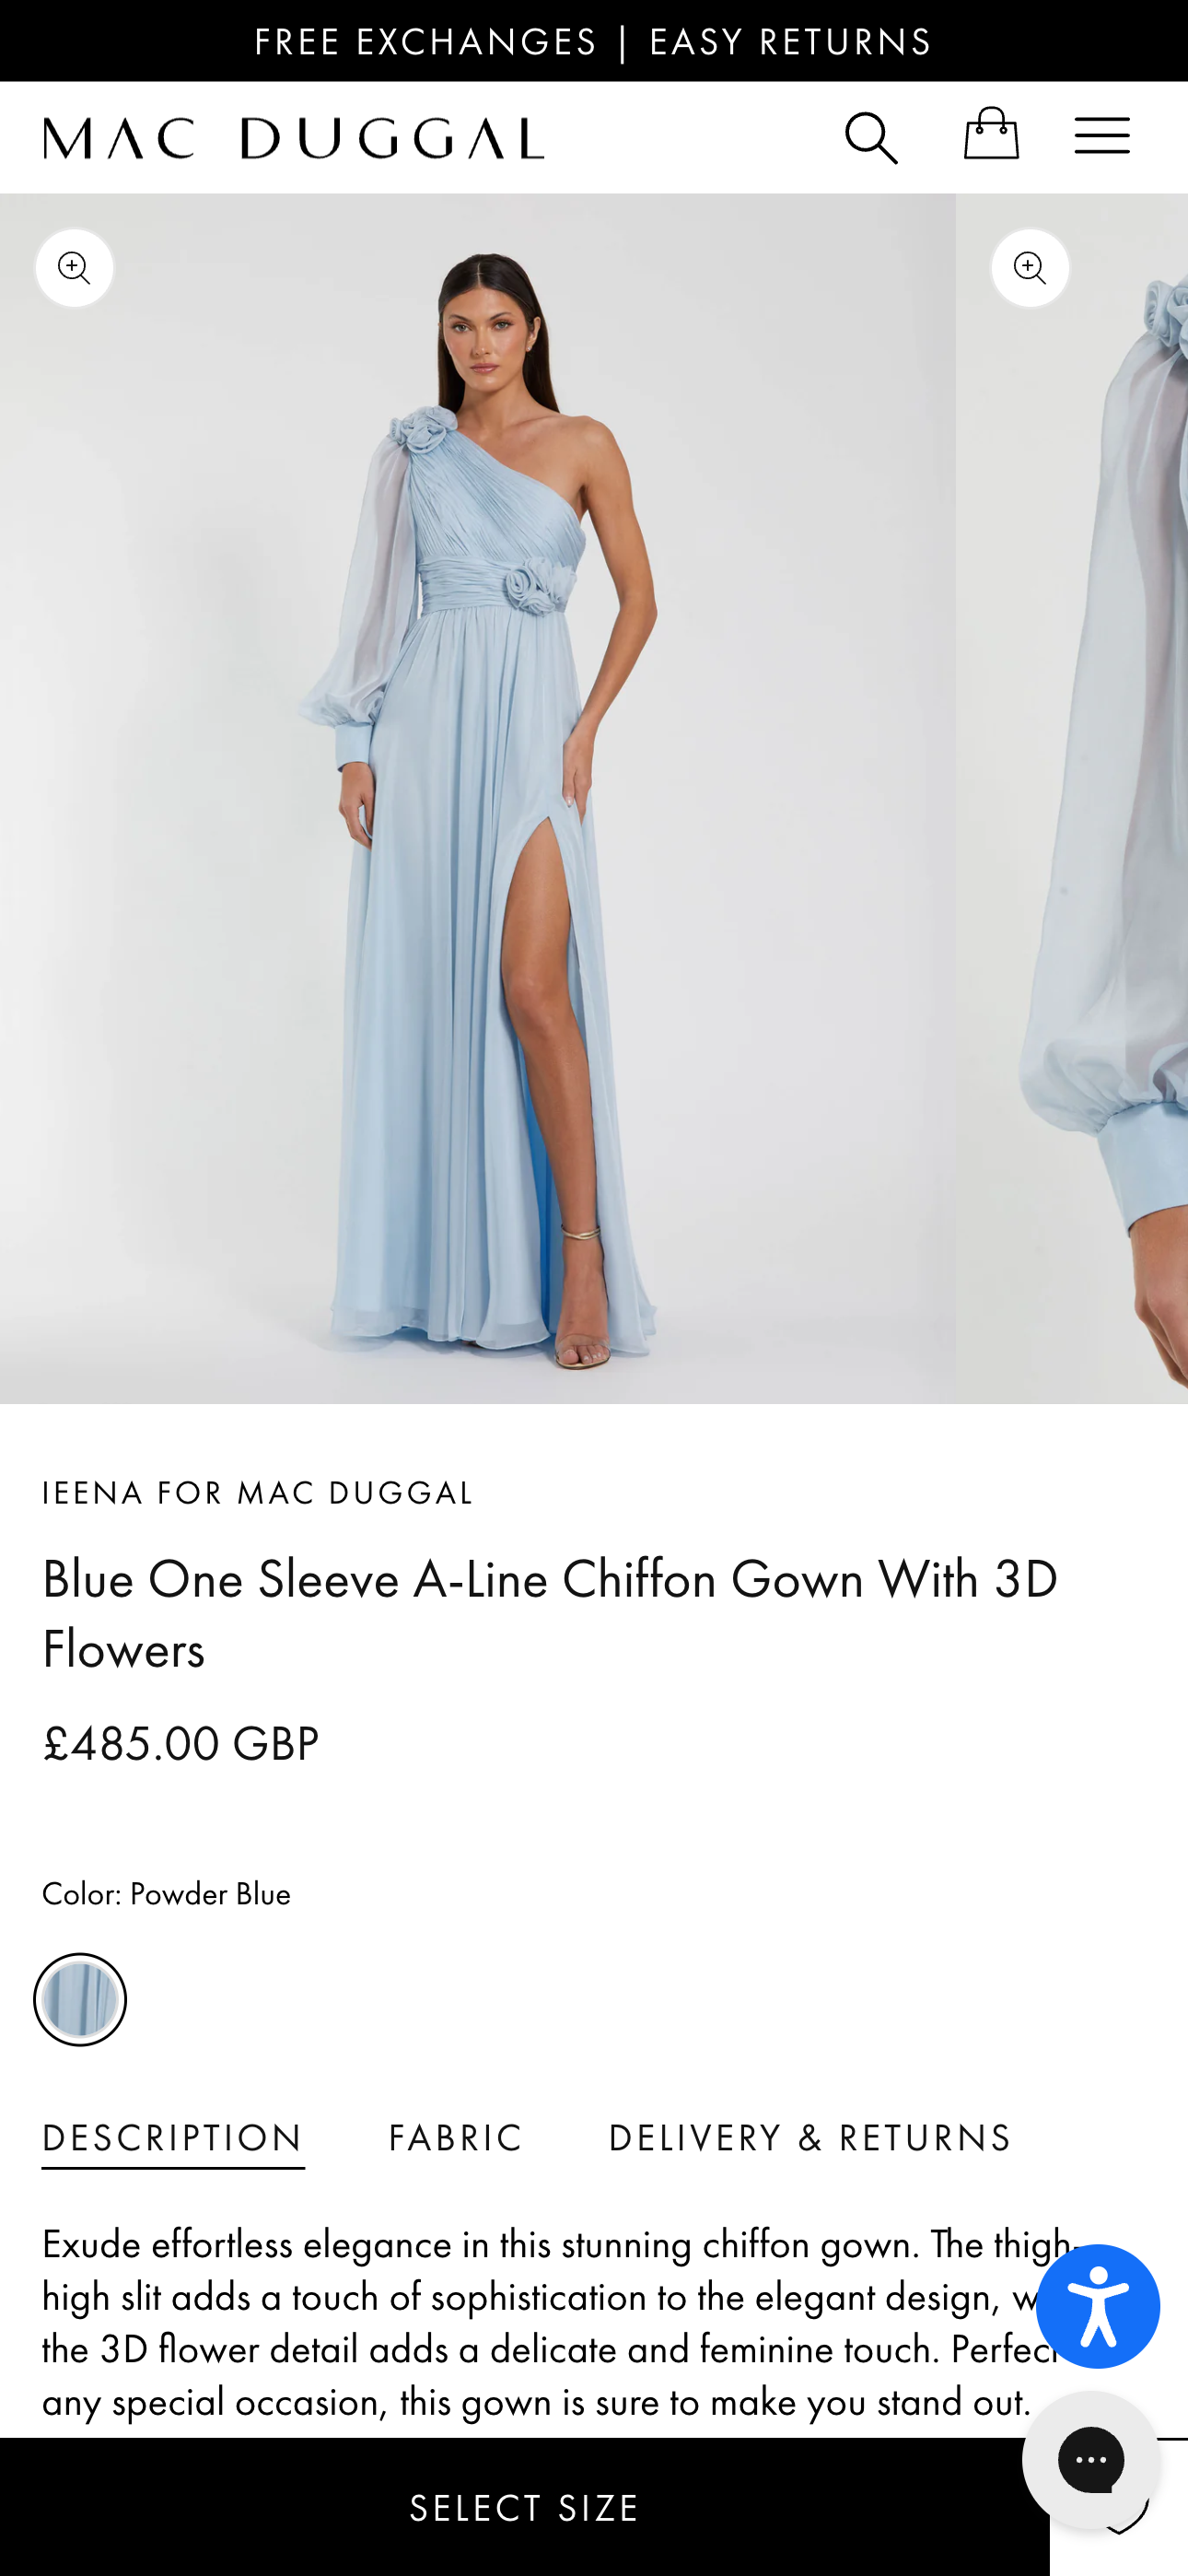 FREE EXCHANGES | EASY RETURNS
MAC DUGGAL
IEENA FOR MAC DUGGAL
Blue One Sleeve A-Line Chiffon Gown With 3D
Flowers
£485.00 GBP
Color: Powder Blue
DESCRIPTION FABRIC DELIVERY & RETURNS
Exude effortless elegance in this stunning chiffon gown. The thigh-
high slit adds a touch of sophistication to the elegant design,
the 3D flower detail adds a delicate and feminine touch. Perfect
any special occasion, this gown is sure to make you stand out.
SELECT SIZE